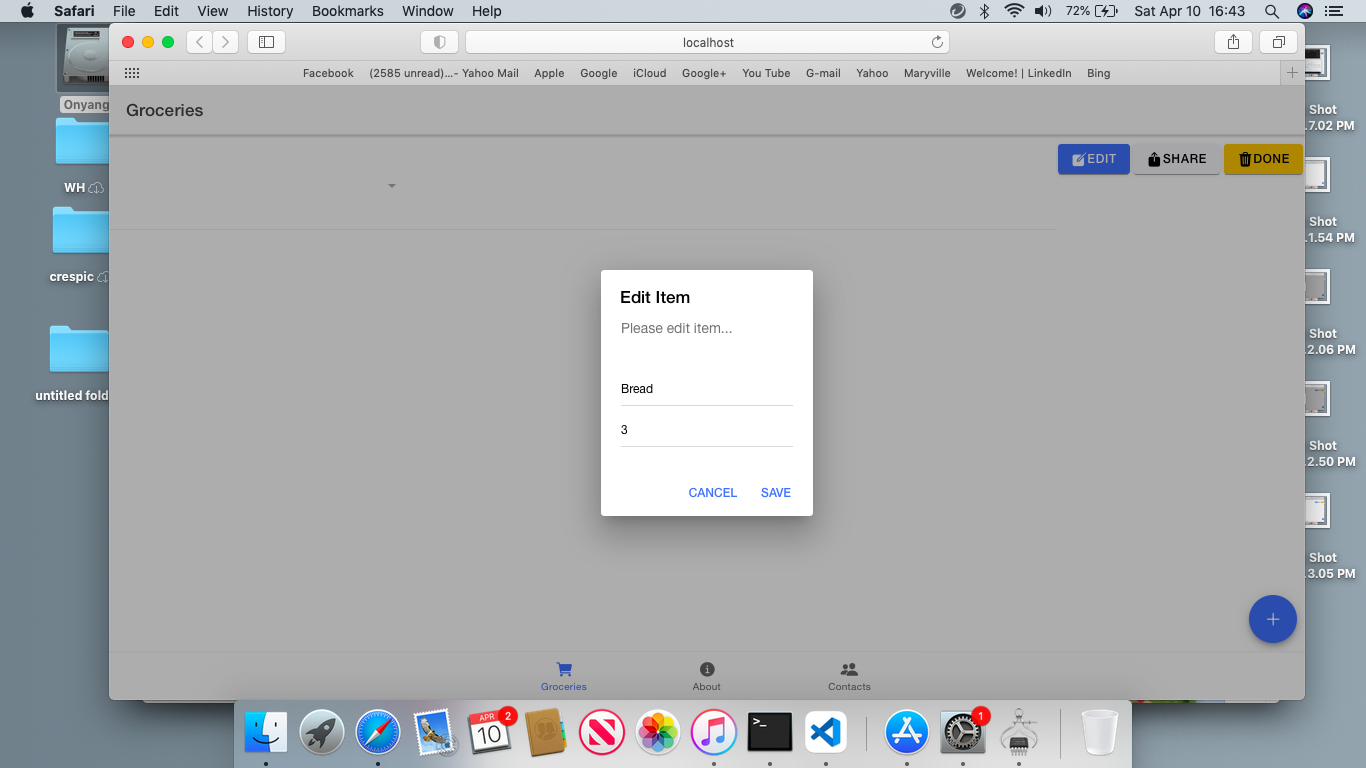 Safari File Edit View History Bookmarks Window Help 72% Sat Apr 10 16:43
localhost
Facebook (2585 unread)...- Yahoo Mail Apple Google iCloud Google+ You Tube G-mail Yahoo Maryville Welcome! | LinkedIn Bing
Onyang
Groceries
Shot
.7.02 PM
EDIT SHARE DONE
WH
Shot
.1.54 PM
crespic
Edit Item
Please edit item...
Shot
.2.06 PM
Bread
untitled fold
3
Shot
.2.50 PM
CANCEL SAVE
Shot
.3.05 PM
Groceries About Contacts
APR
10
2
>_
1